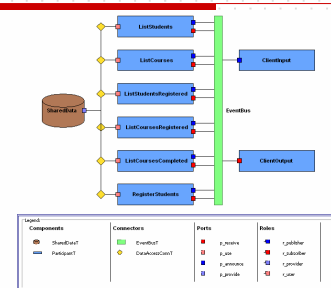 ListStudents
ListCourses
ClientInput
ListStudentsRegistered
SharedData
EventBus
ListCoursesRegistered
ListCoursesCompleted
ClientOutput
RegisterStudents
Legend:
Components Connectors Ports Roles
SharedDataT EventBusT p_receive r_publisher
ParticipantT DataAccessConnT p_use r_subscriber
p_announce r_provider
p_provide r_user